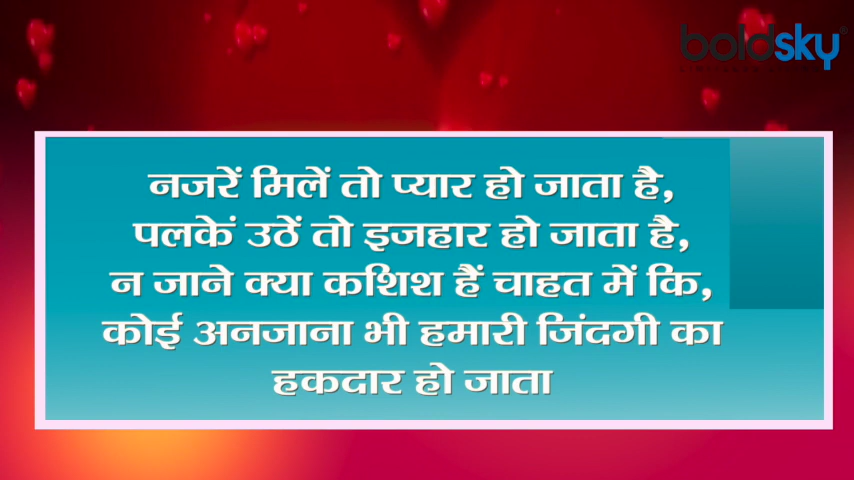 boldsky
नजरें मिलें तो प्यार हो जाता है,
पलकें उठें तो इजहार हो जाता है,
न जाने क्या कशिश हैं चाहत में कि,
कोई अनजाना भी हमारी जिंदगी का
हकदार हो जाता